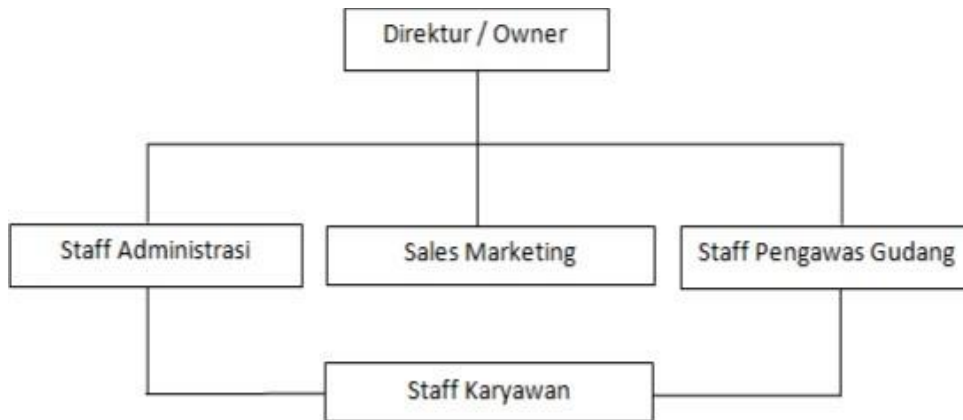 Direktur / Owner
Staff Administrasi
Sales Marketing
Staff Pengawas Gudang
Staff Karyawan